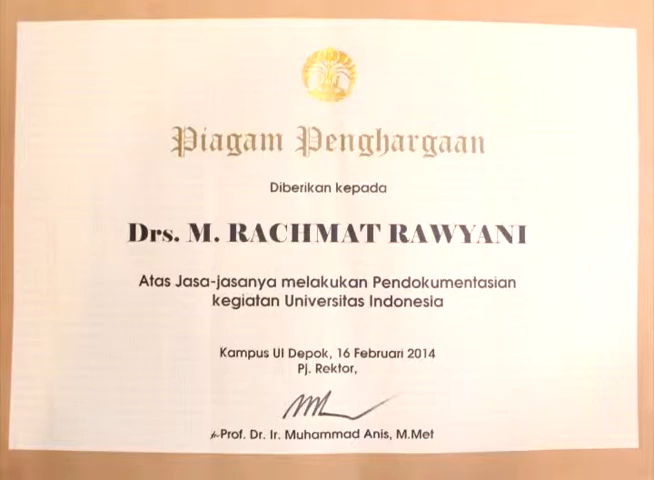 Piagam Penghargaan
Diberikan kepada
Drs. M. RACHMAT RAWYANI
Atas Jasa-jasanya melakukan Pendokumentasian
kegiatan Universitas Indonesia
Kampus UI Depok, 16 Februari 2014
Pj. Rektor,
Prof. Dr. Ir. Muhammad Anis, M.Met